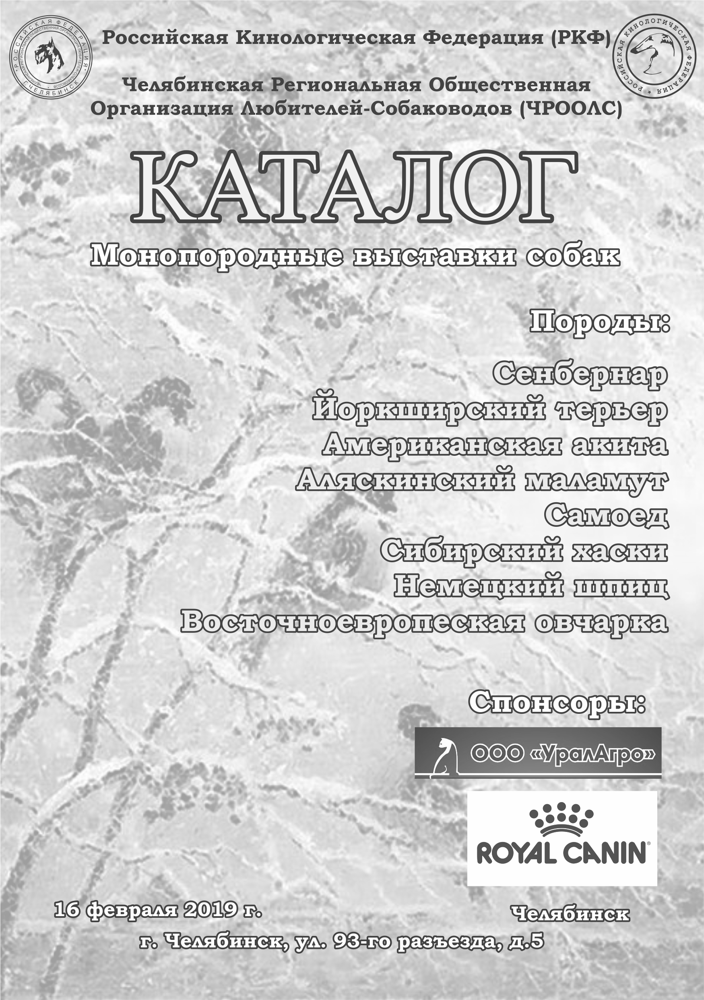 Российская Кинологическая Федерация (РКФ)
*РОССИЙСКАЯ ФЕДЕРАЦИЯ*
Г.ЧЕЛЯБИНСК
ЧЕЛЯБИНСКАЯ РЕГИОНАЛЬНАЯ ОБЩЕСТВЕННАЯ ОРГАНИЗАЦИЯ ЛЮБИТЕЛЕЙ-СОБАКОВОДОВ
РОССИЙСКАЯ КИНОЛОГИЧЕСКАЯ ФЕДЕРАЦИЯ *
Челябинская Региональная Общественная
Организация Любителей-Собаководов (ЧРООЛС)
КАТАЛОГ
Монопородные выставки собак
Породы:
Сенбернар
Йоркширский терьер
Американская акита
Аляскинский маламут
Самоед
Сибирский хаски
Немецкий шпиц
Восточноевропеская овчарка
Спонсоры:
ООО «УралАгро»
ROYAL CANIN®
16 февраля 2019 г.
Челябинск
г. Челябинск, ул. 93-го разъезда, д.5